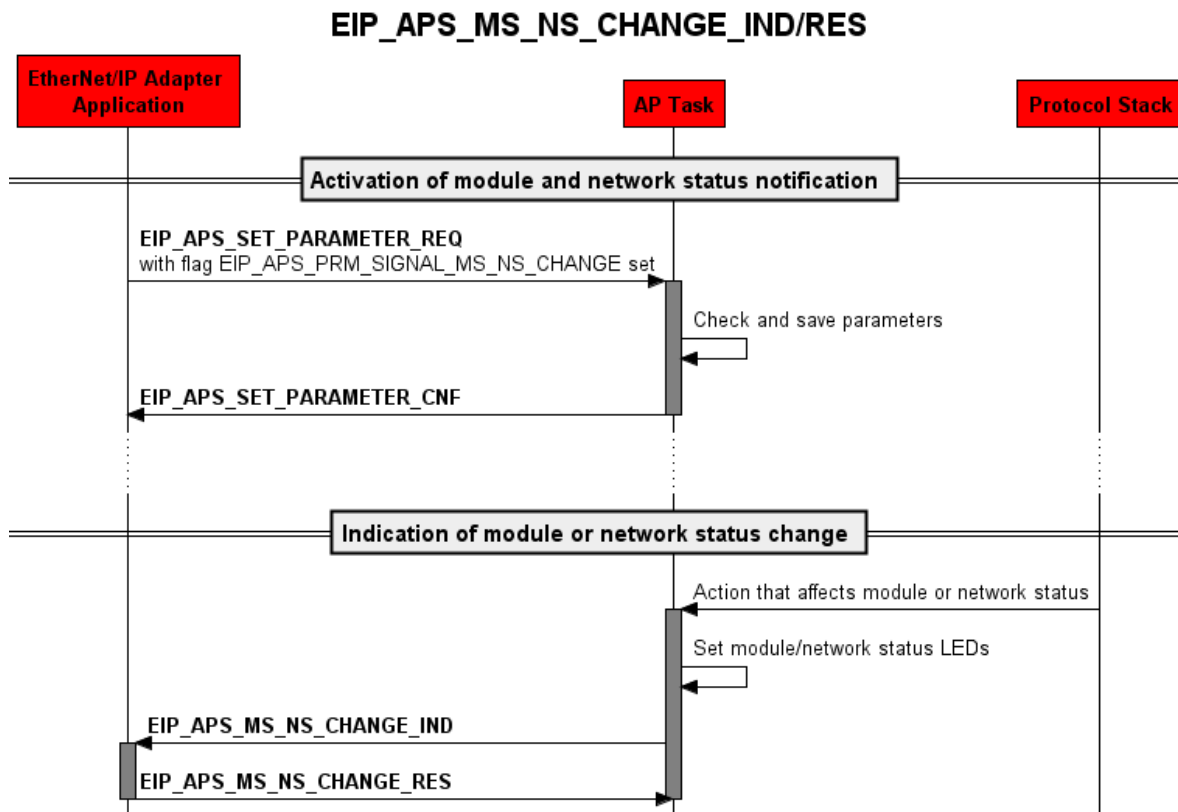 EIP_APS_MS_NS_CHANGE_IND/RES
EtherNet/IP Adapter
Application
AP Task
Protocol Stack
Activation of module and network status notification
EIP_APS_SET_PARAMETER_REQ
with flag EIP_APS_PRM_SIGNAL_MS_NS_CHANGE set
Check and save parameters
EIP_APS_SET_PARAMETER_CNF
Indication of module or network status change
Action that affects module or network status
Set module/network status LEDs
EIP_APS_MS_NS_CHANGE_IND
EIP_APS_MS_NS_CHANGE_RES